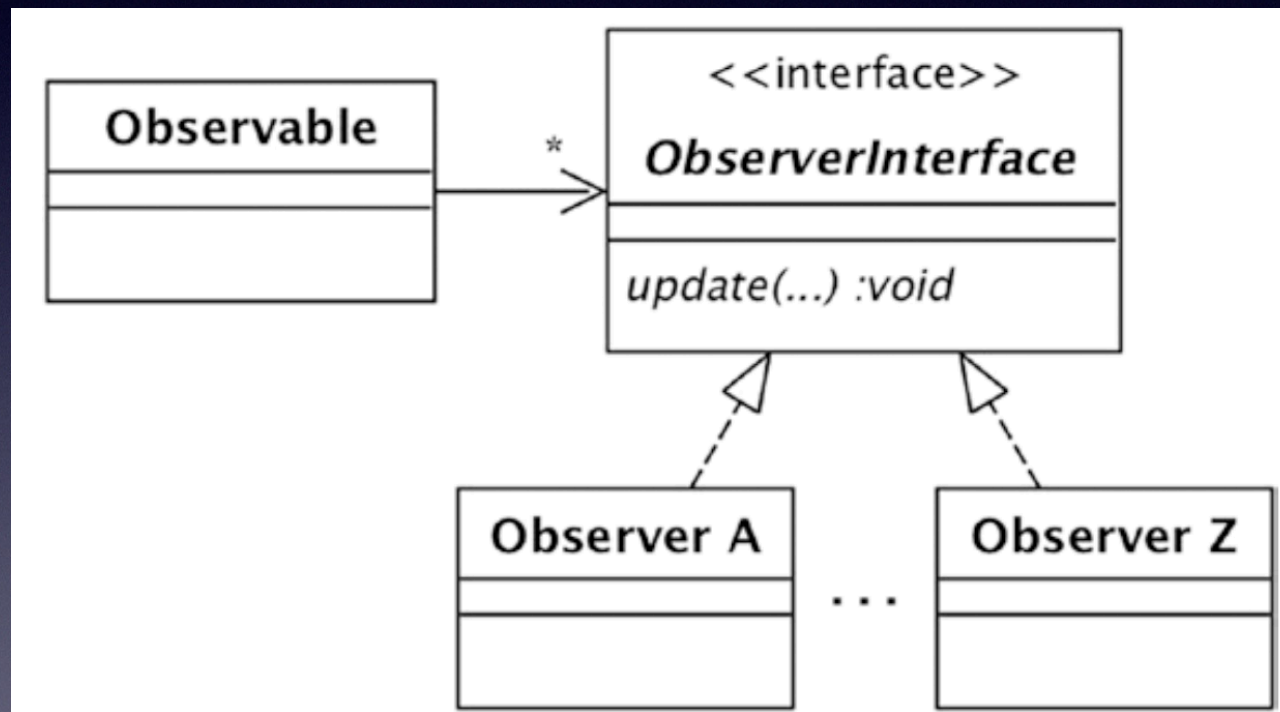 Observable
*
<<interface>>
ObserverInterface
update(...) :void
Observer A
...
Observer Z